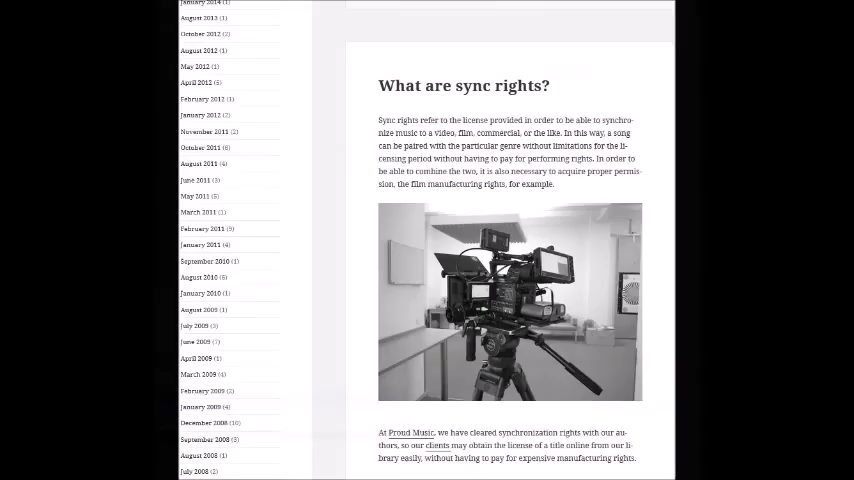 January 2014 (1)
August 2013 (1)
October 2012 (2)
August 2012 (1)
May 2012 (1)
April 2012 (5)
February 2012 (1)
January 2012 (2)
November 2011 (2)
October 2011 (8)
August 2011 (4)
June 2011 (3)
May 2011 (5)
March 2011 (1)
February 2011 (9)
January 2011 (4)
September 2010 (1)
August 2010 (6)
January 2010 (1)
August 2009 (1)
July 2009 (3)
June 2009 (7)
April 2009 (1)
March 2009 (4)
February 2009 (2)
January 2009 (4)
December 2008 (10)
September 2008 (3)
August 2008 (1)
July 2008 (2)
What are sync rights?
Sync rights refer to the license provided in order to be able to synchro-
nize music to a video, film, commercial, or the like. In this way, a song
can be paired with the particular genre without limitations for the li-
censing period without having to pay for performing rights. In order to
be able to combine the two, it is also necessary to acquire proper permis-
sion, the film manufacturing rights, for example.
At Proud Music, we have cleared synchronization rights with our au-
thors, so our clients may obtain the license of a title online from our li-
brary easily, without having to pay for expensive manufacturing rights.